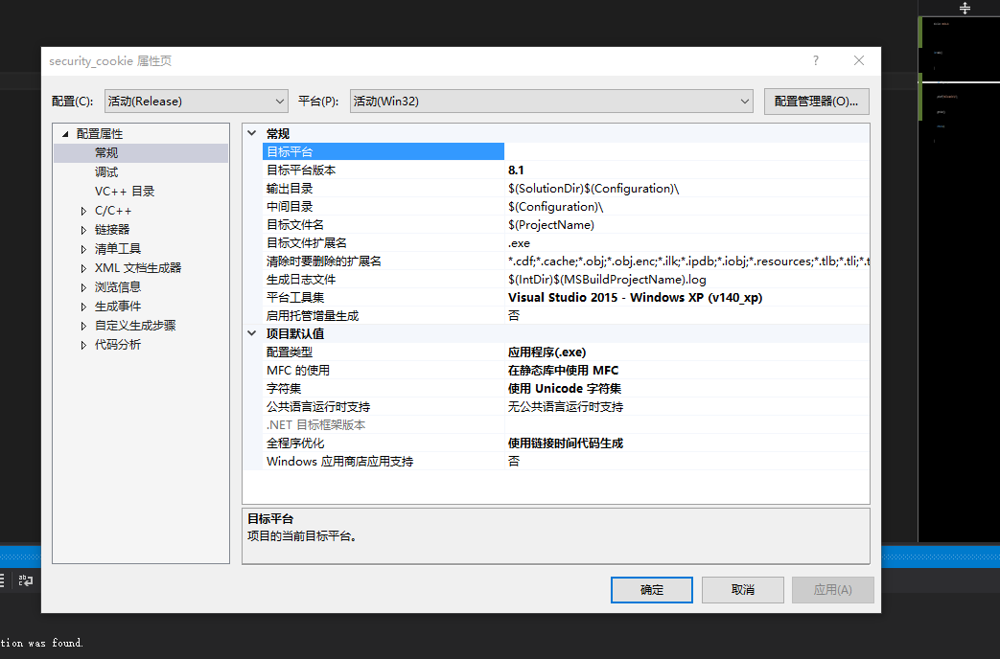 security_cookie 属性页
配置(C): 活动(Release) 平台(P): 活动(Win32) 配置管理器(O)...
配置属性
常规
调试
VC++ 目录
C/C++
链接器
清单工具
XML 文档生成器
浏览信息
生成事件
自定义生成步骤
代码分析
常规
目标平台
目标平台版本 8.1
输出目录 $(SolutionDir)$(Configuration)\
中间目录 $(Configuration)\
目标文件名 $(ProjectName)
目标文件扩展名 .exe
清除时要删除的扩展名 *.cdf;*.cache;*.obj;*.obj.enc;*.ilk;*.ipdb;*.iobj;*.resources;*.tlb;*.tli;*.t
生成日志文件 $(IntDir)$(MSBuildProjectName).log
平台工具集 Visual Studio 2015 - Windows XP (v140_xp)
启用托管增量生成 否
项目默认值
配置类型 应用程序(.exe)
MFC 的使用 在静态库中使用 MFC
字符集 使用 Unicode 字符集
公共语言运行时支持 无公共语言运行时支持
.NET 目标框架版本
全程序优化 使用链接时间代码生成
Windows 应用商店应用支持 否
目标平台
项目的当前目标平台。
确定 取消 应用(A)
tion was found.